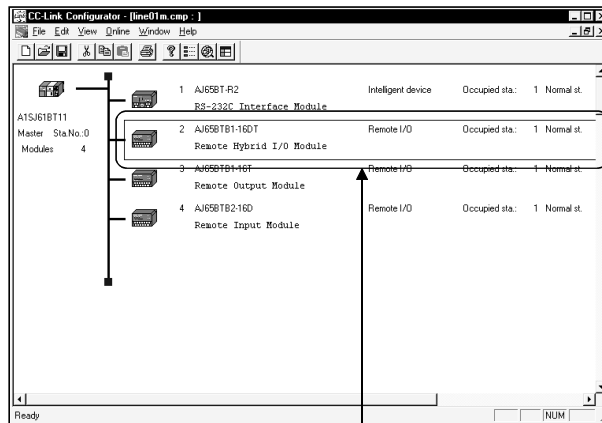 CC-Link Configurator - [line01m.cmp : ]
File Edit View Online Window Help
1 AJ65BT-R2 Intelligent device Occupied sta.: 1 Normal st.
RS-232C Interface Module
A1SJ61BT11
Master Sta.No.:0
Modules 4
2 AJ65BTB1-16DT Remote I/O Occupied sta.: 1 Normal st.
Remote Hybrid I/O Module
3 AJ65BTB1-16T Remote I/O Occupied sta.: 1 Normal st.
Remote Output Module
4 AJ65BTB2-16D Remote I/O Occupied sta.: 1 Normal st.
Remote Input Module
Ready NUM